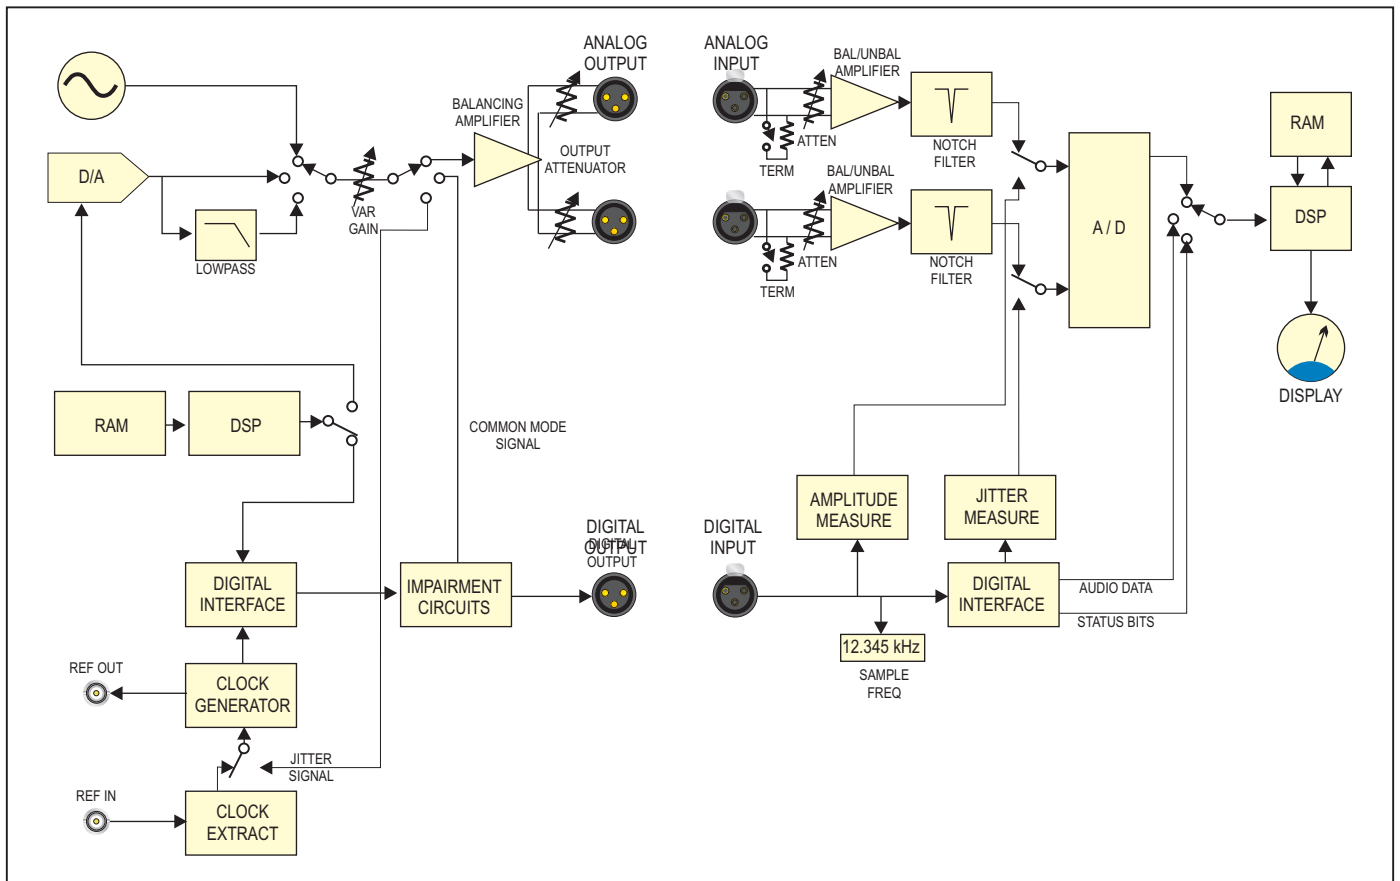 ANALOG
OUTPUT
BALANCING
AMPLIFIER
D/A
OUTPUT
ATTENUATOR
VAR
GAIN
LOWPASS
RAM
DSP
COMMON MODE
SIGNAL
DIGITAL
OUTPUT
DIGITAL
OUTPUT
DIGITAL
INTERFACE
IMPAIRMENT
CIRCUITS
REF OUT
CLOCK
GENERATOR
JITTER
SIGNAL
REF IN
CLOCK
EXTRACT
ANALOG
INPUT
BAL/UNBAL
AMPLIFIER
ATTEN
TERM
NOTCH
FILTER
BAL/UNBAL
AMPLIFIER
ATTEN
TERM
NOTCH
FILTER
A / D
RAM
DSP
DISPLAY
AMPLITUDE
MEASURE
JITTER
MEASURE
DIGITAL
INPUT
DIGITAL
INTERFACE
AUDIO DATA
STATUS BITS
12.345 kHz
SAMPLE
FREQ